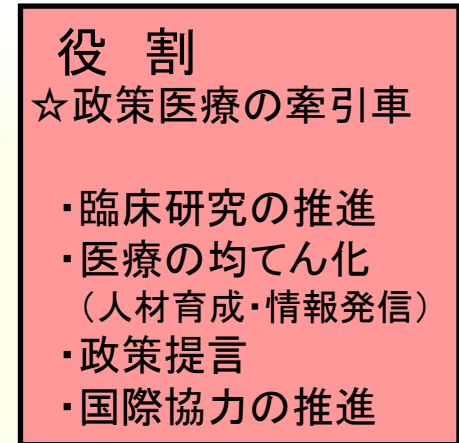 役 割
☆政策医療の牽引車
・臨床研究の推進
・医療の均てん化
（人材育成・情報発信）
・政策提言
・国際協力の推進